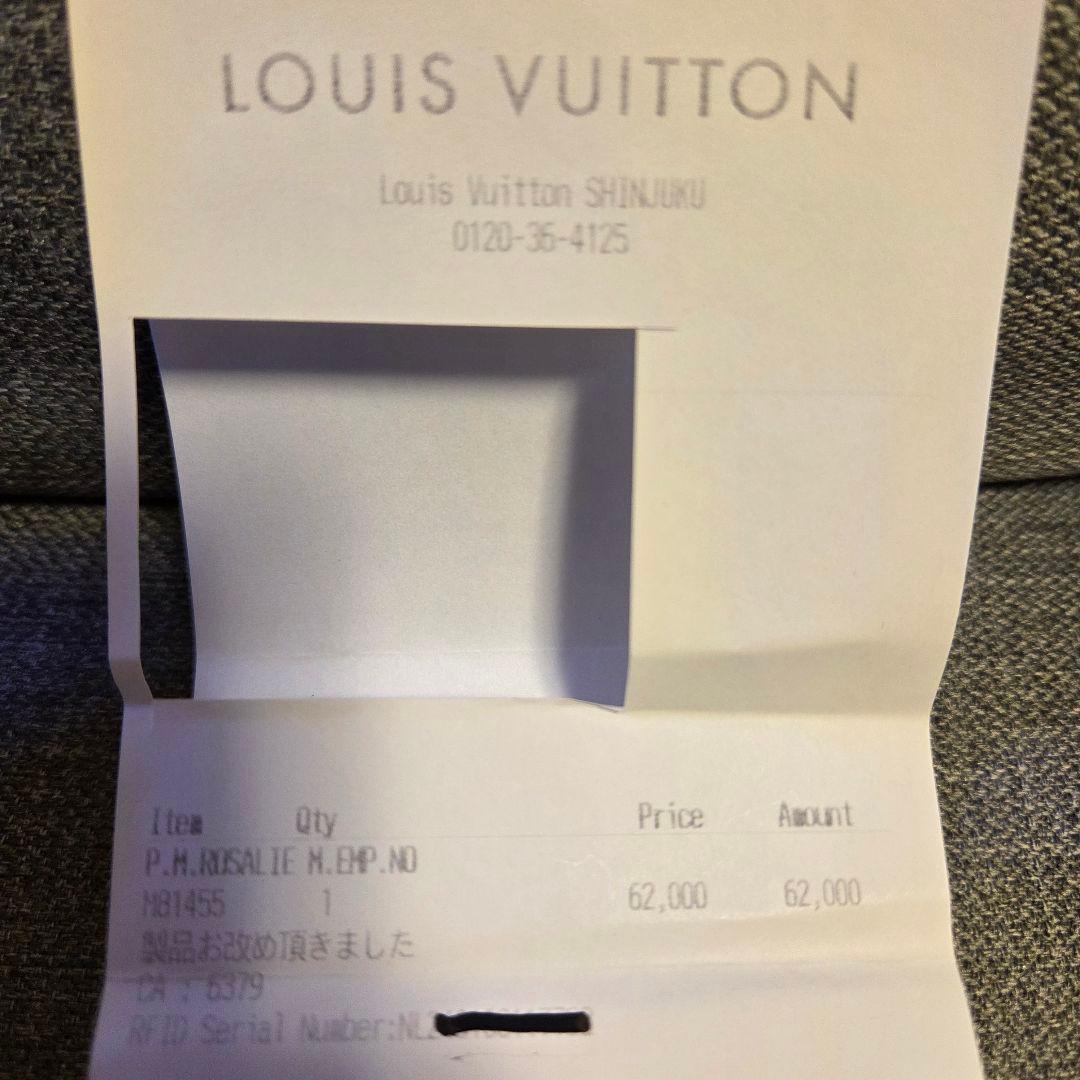 LOUIS VUITTON
Louis Vuitton SHINJUKU
0120-36-4125
Item Qty Price Amount
P.M.ROSALIE M.EMP.NO
M81455 1 62,000 62,000
製品お改め頂きました
CA : 6379
RFID Serial Number: